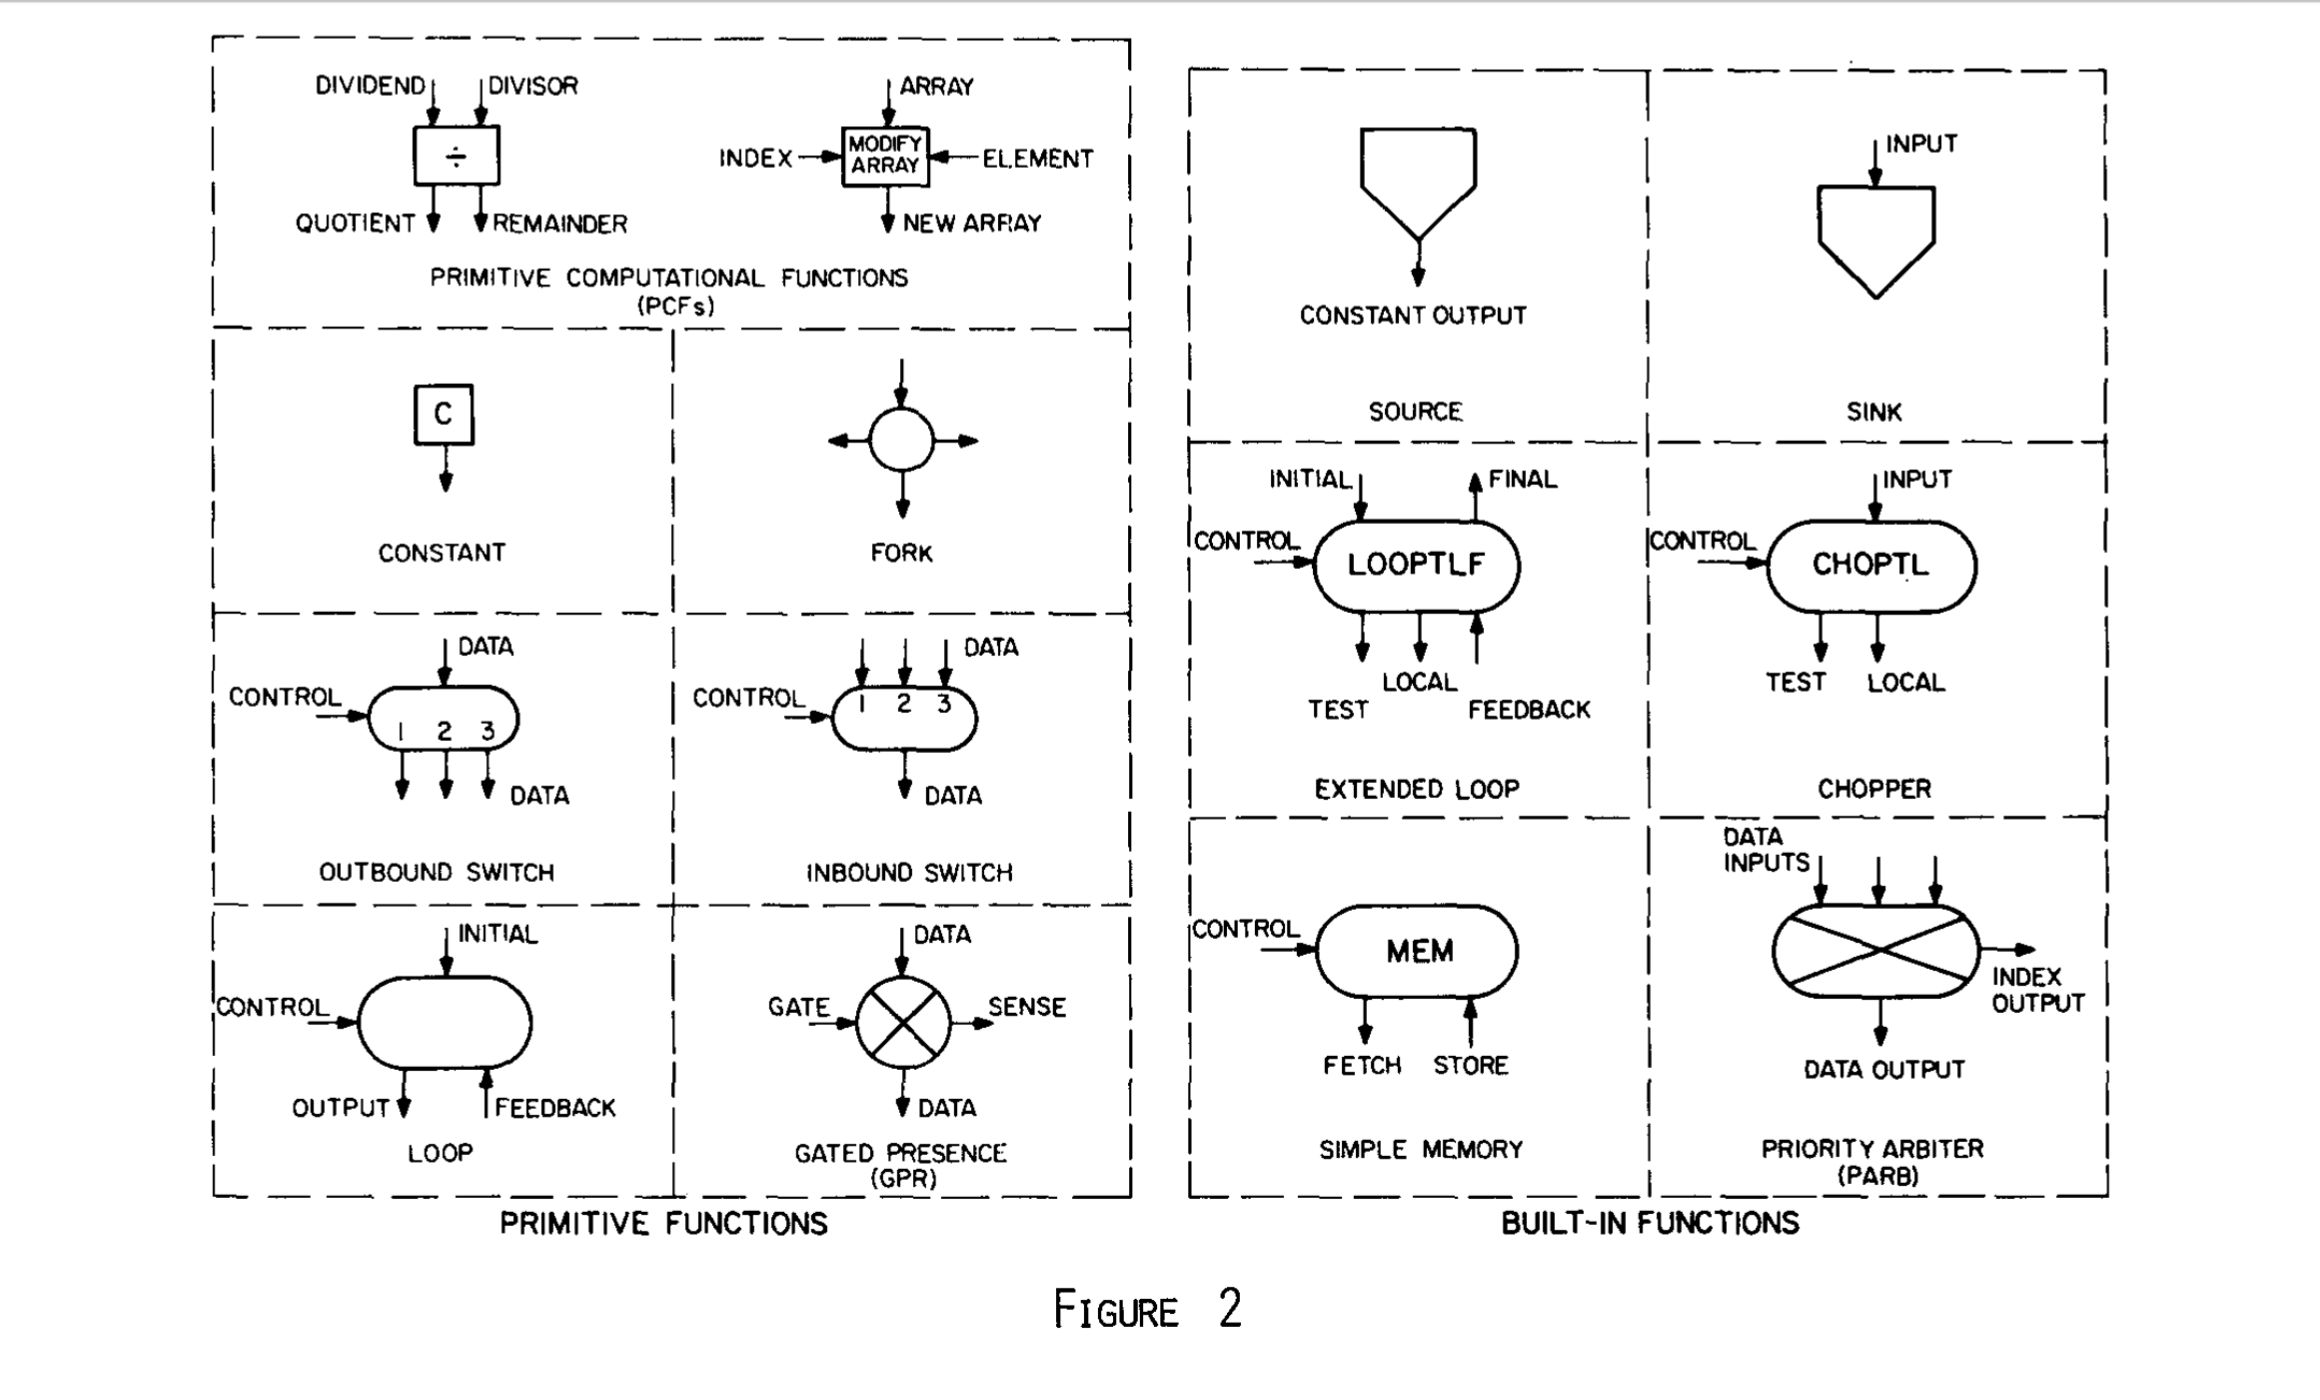 DIVIDEND DIVISOR
÷
QUOTIENT REMAINDER
ARRAY
INDEX MODIFY ARRAY ELEMENT
NEW ARRAY
PRIMITIVE COMPUTATIONAL FUNCTIONS
(PCFs)
C
CONSTANT
FORK
DATA
CONTROL
1 2 3
DATA
OUTBOUND SWITCH
DATA
CONTROL
1 2 3
DATA
INBOUND SWITCH
INITIAL
CONTROL
OUTPUT FEEDBACK
LOOP
DATA
GATE SENSE
DATA
GATED PRESENCE
(GPR)
PRIMITIVE FUNCTIONS
CONSTANT OUTPUT
SOURCE
INPUT
SINK
INITIAL FINAL
CONTROL
LOOPTLF
LOCAL
TEST FEEDBACK
EXTENDED LOOP
INPUT
CONTROL
CHOPTL
TEST LOCAL
CHOPPER
CONTROL
MEM
FETCH STORE
SIMPLE MEMORY
DATA
INPUTS
INDEX
OUTPUT
DATA OUTPUT
PRIORITY ARBITER
(PARB)
BUILT-IN FUNCTIONS
FIGURE 2